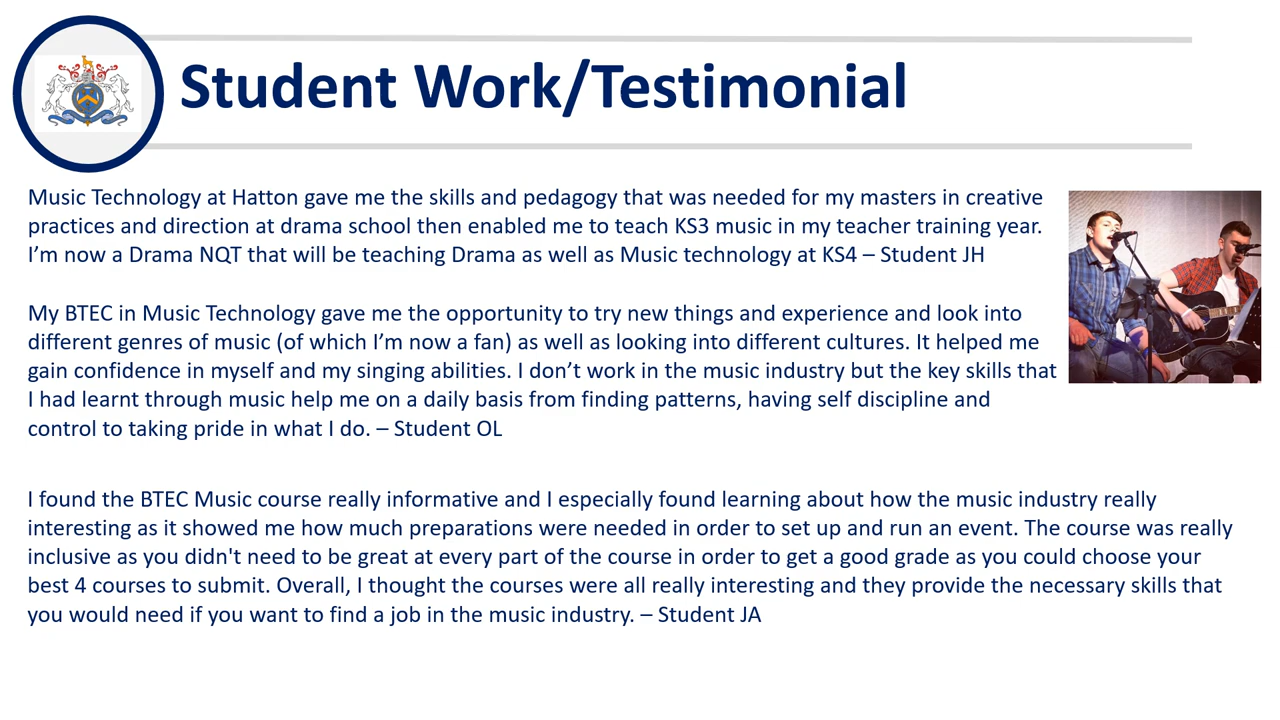 Student Work/Testimonial
Music Technology at Hatton gave me the skills and pedagogy that was needed for my masters in creative
practices and direction at drama school then enabled me to teach KS3 music in my teacher training year.
I’m now a Drama NQT that will be teaching Drama as well as Music technology at KS4 – Student JH
My BTEC in Music Technology gave me the opportunity to try new things and experience and look into
different genres of music (of which I’m now a fan) as well as looking into different cultures. It helped me
gain confidence in myself and my singing abilities. I don’t work in the music industry but the key skills that
I had learnt through music help me on a daily basis from finding patterns, having self discipline and
control to taking pride in what I do. – Student OL
I found the BTEC Music course really informative and I especially found learning about how the music industry really
interesting as it showed me how much preparations were needed in order to set up and run an event. The course was really
inclusive as you didn't need to be great at every part of the course in order to get a good grade as you could choose your
best 4 courses to submit. Overall, I thought the courses were all really interesting and they provide the necessary skills that
you would need if you want to find a job in the music industry. – Student JA